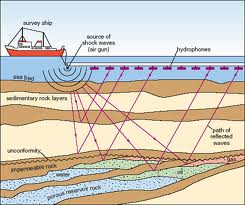 survey ship
source of
shock waves
(air gun)
hydrophones
sea bed
sedimentary rock layers
path of
reflected
waves
unconformity
gas
impermeable rock
oil
water
porous reservoir rock